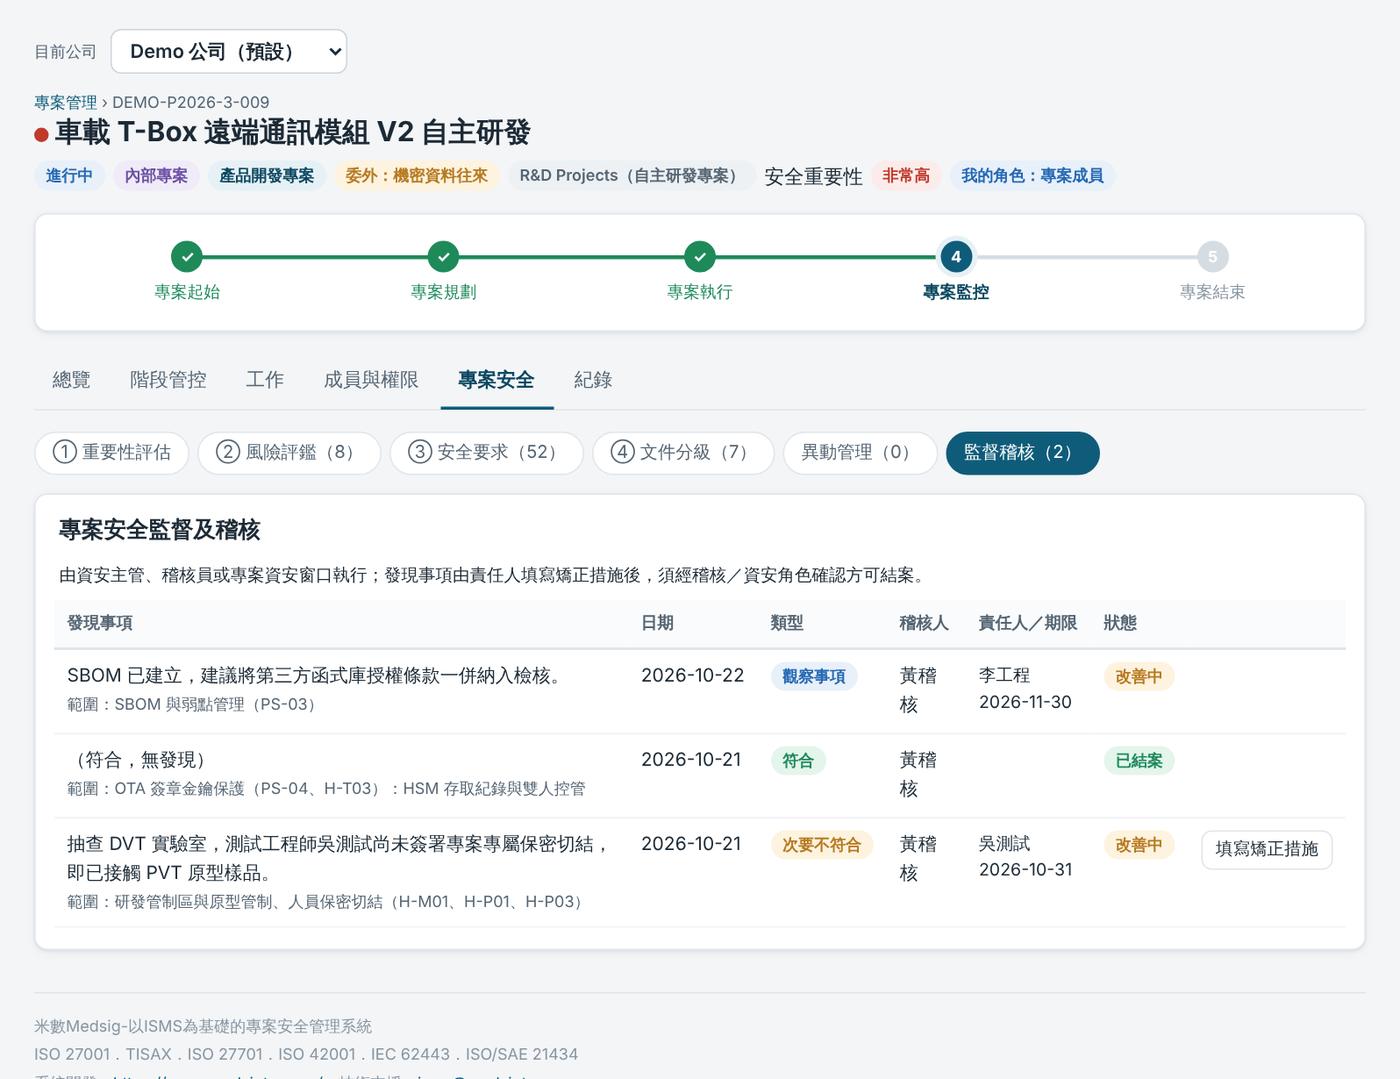 目前公司 Demo 公司（預設）
專案管理 › DEMO-P2026-3-009
車載 T-Box 遠端通訊模組 V2 自主研發
進行中 內部專案 產品開發專案 委外：機密資料往來 R&D Projects（自主研發專案） 安全重要性 非常高 我的角色：專案成員
4 5
專案起始 專案規劃 專案執行 專案監控 專案結束
總覽 階段管控 工作 成員與權限 專案安全 紀錄
① 重要性評估 ② 風險評鑑（8） ③ 安全要求（52） ④ 文件分級（7） 異動管理（0） 監督稽核（2）
專案安全監督及稽核
由資安主管、稽核員或專案資安窗口執行；發現事項由責任人填寫矯正措施後，須經稽核／資安角色確認方可結案。
發現事項 日期 類型 稽核人 責任人／期限 狀態
SBOM 已建立，建議將第三方函式庫授權條款一併納入檢核。 2026-10-22 觀察事項 黃稽 李工程 改善中
範圍：SBOM 與弱點管理（PS-03） 核 2026-11-30
（符合，無發現） 2026-10-21 符合 黃稽 已結案
範圍：OTA 簽章金鑰保護（PS-04、H-T03）：HSM 存取紀錄與雙人控管 核
抽查 DVT 實驗室，測試工程師吳測試尚未簽署專案專屬保密切結， 2026-10-21 次要不符合 黃稽 吳測試 改善中 填寫矯正措施
即已接觸 PVT 原型樣品。 核 2026-10-31
範圍：研發管制區與原型管制、人員保密切結（H-M01、H-P01、H-P03）
米數Medsig-以ISMS為基礎的專案安全管理系統
ISO 27001．TISAX．ISO 27701．ISO 42001．IEC 62443．ISO/SAE 21434